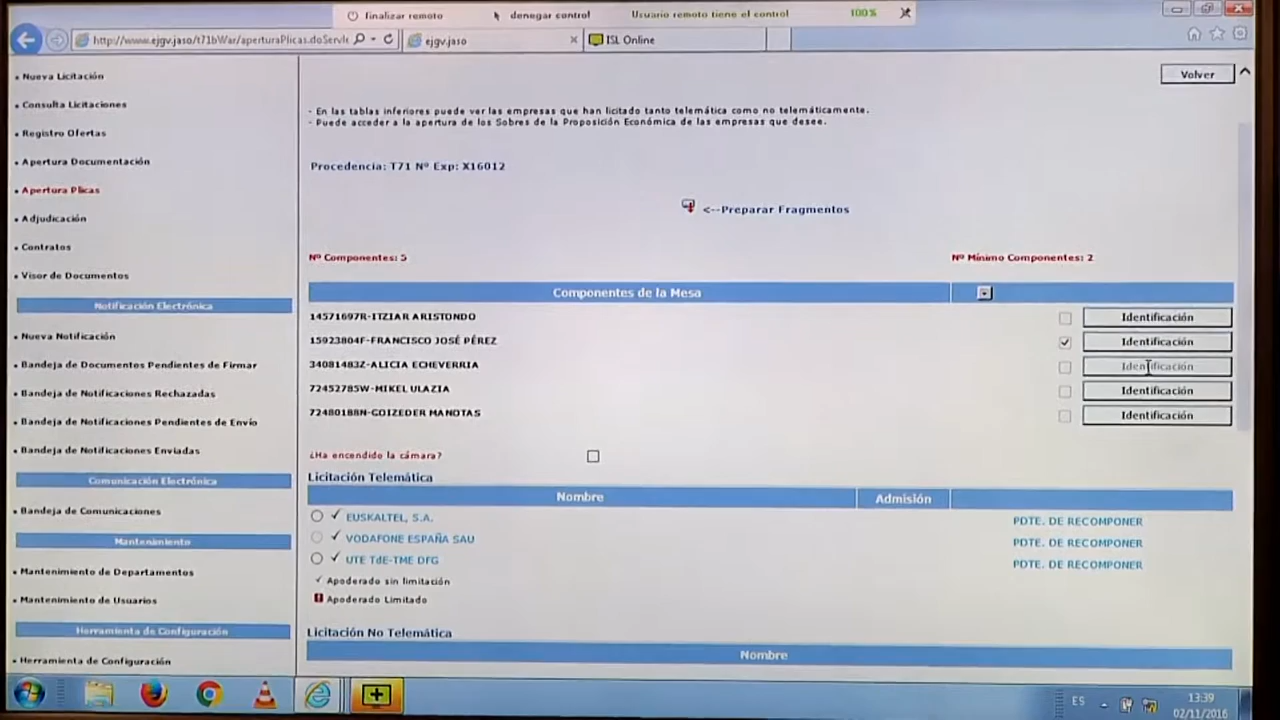 finalizar remoto denegar control Usuario remoto tiene el control 100%
http://www.ejgv.jaso/t71bWar/aperturaPlicas.doServle ejgv.jaso ISL Online
Volver
• Nueva Licitación
• Consulta Licitaciones
• Registro Ofertas
• Apertura Documentación
• Apertura Plicas
• Adjudicación
• Contratos
• Visor de Documentos
Notificación Electrónica
• Nueva Notificación
• Bandeja de Documentos Pendientes de Firmar
• Bandeja de Notificaciones Rechazadas
• Bandeja de Notificaciones Pendientes de Envío
• Bandeja de Notificaciones Enviadas
Comunicación Electrónica
• Bandeja de Comunicaciones
Mantenimiento
• Mantenimiento de Departamentos
• Mantenimiento de Usuarios
Herramienta de Configuración
• Herramienta de Configuración
- En las tablas inferiores puede ver las empresas que han licitado tanto telemática como no telemáticamente.
- Puede acceder a la apertura de los Sobres de la Proposición Económica de las empresas que desee.
Procedencia: T71 Nº Exp: X16012
<--Preparar Fragmentos
Nº Componentes: 5 Nº Mínimo Componentes: 2
Componentes de la Mesa
14571697R-ITZIAR ARISTONDO Identificación
15923804F-FRANCISCO JOSÉ PÉREZ Identificación
34081483Z-ALICIA ECHEVERRIA Identificación
72452785W-MIKEL ULAZIA Identificación
72480188N-GOIZEDER MANOTAS Identificación
¿Ha encendido la cámara?
Licitación Telemática
Nombre Admisión
EUSKALTEL, S.A. PDTE. DE RECOMPONER
VODAFONE ESPAÑA SAU PDTE. DE RECOMPONER
UTE TdE-TME DFG PDTE. DE RECOMPONER
Apoderado sin limitación
Apoderado Limitado
Licitación No Telemática
Nombre
ES 13:39
02/11/2016